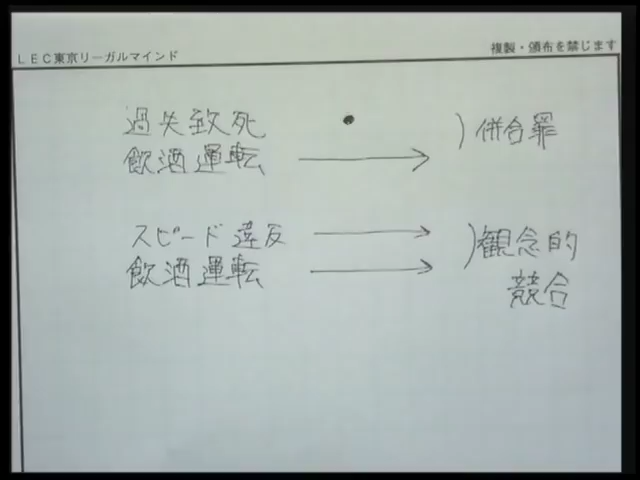 LEC東京リーガルマインド
複製・頒布を禁じます
過失致死
飲酒運転
)併合罪
スピード違反
飲酒運転
)観念的
競合